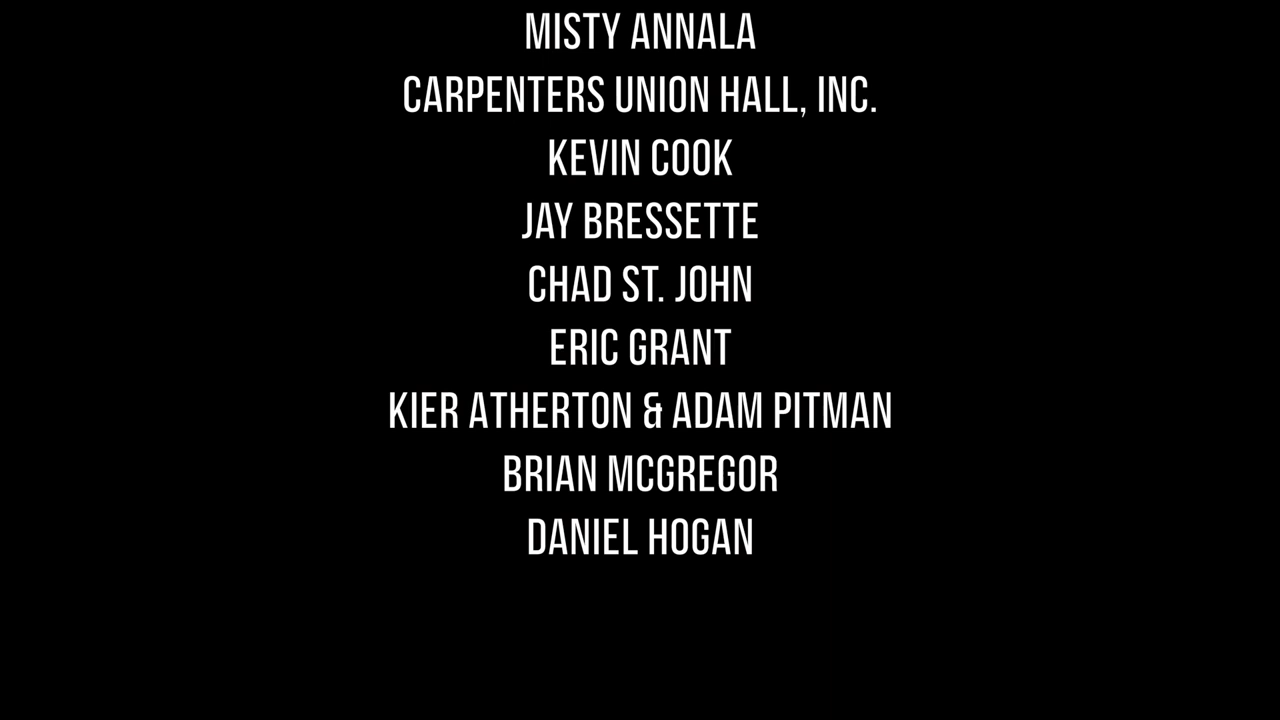 MISTY ANNALA
CARPENTERS UNION HALL, INC.
KEVIN COOK
JAY BRESSETTE
CHAD ST. JOHN
ERIC GRANT
KIER ATHERTON & ADAM PITMAN
BRIAN MCGREGOR
DANIEL HOGAN